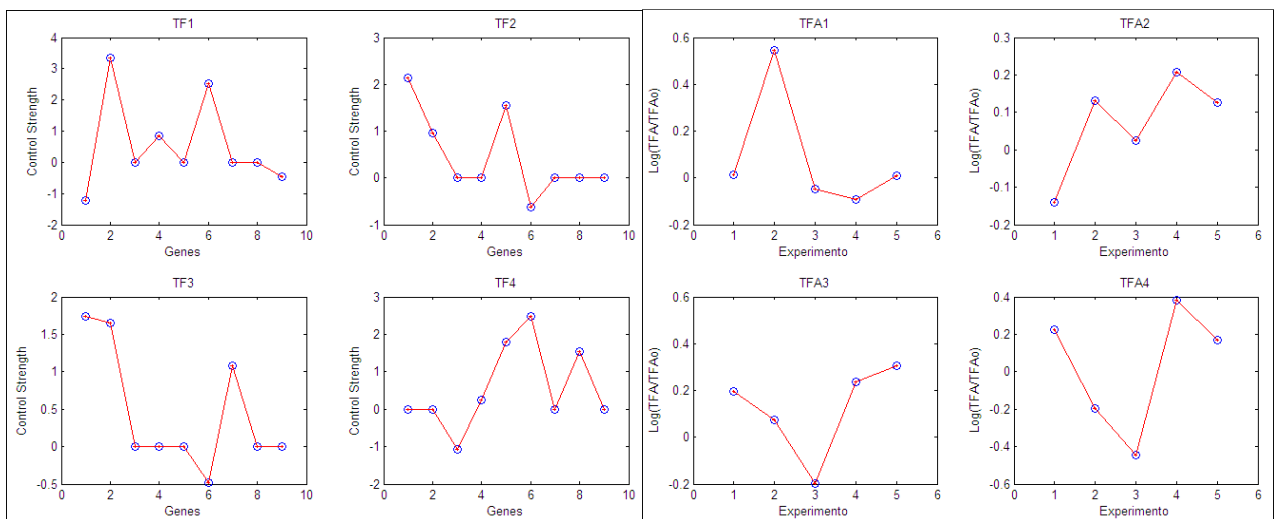 TF1
4
3
2
1
0
-1
-2
Control Strength
0 2 4 6 8 10
Genes
TF2
3
2
1
0
-1
Control Strength
0 2 4 6 8 10
Genes
TFA1
0.6
0.4
0.2
0
-0.2
Log(TFA/TFAo)
0 1 2 3 4 5 6
Experimento
TFA2
0.3
0.2
0.1
0
-0.1
-0.2
Log(TFA/TFAo)
0 1 2 3 4 5 6
Experimento
TF3
2
1.5
1
0.5
0
-0.5
Control Strength
0 2 4 6 8 10
Genes
TF4
3
2
1
0
-1
-2
Control Strength
0 2 4 6 8 10
Genes
TFA3
0.6
0.4
0.2
0
-0.2
Log(TFA/TFAo)
0 1 2 3 4 5 6
Experimento
TFA4
0.4
0.2
0
-0.2
-0.4
-0.6
Log(TFA/TFAo)
0 1 2 3 4 5 6
Experimento